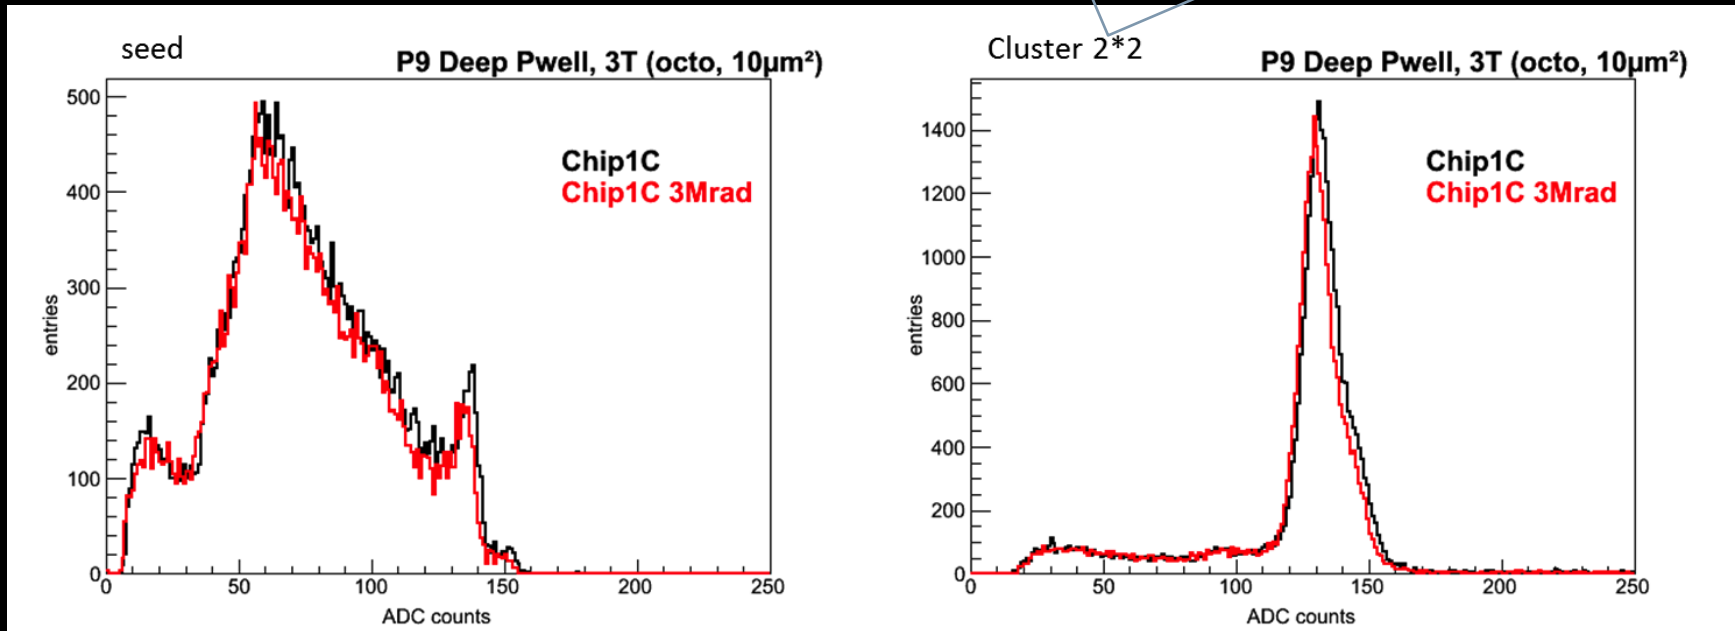 seed
P9 Deep Pwell, 3T (octo, 10µm²)
500
400
300
200
100
0
entries
Chip1C
Chip1C 3Mrad
0 50 100 150 200 250
ADC counts
Cluster 2*2
P9 Deep Pwell, 3T (octo, 10µm²)
1400
1200
1000
800
600
400
200
0
entries
Chip1C
Chip1C 3Mrad
0 50 100 150 200 250
ADC counts